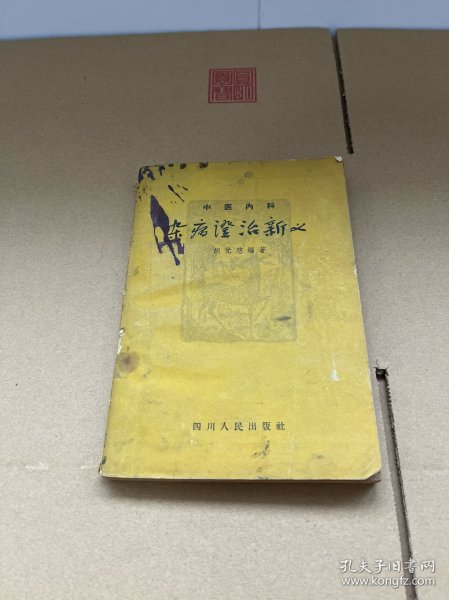 中医内科
杂病證治新义
胡光慈编著
四川人民出版社
孔夫子旧书网
www.kongfz.com